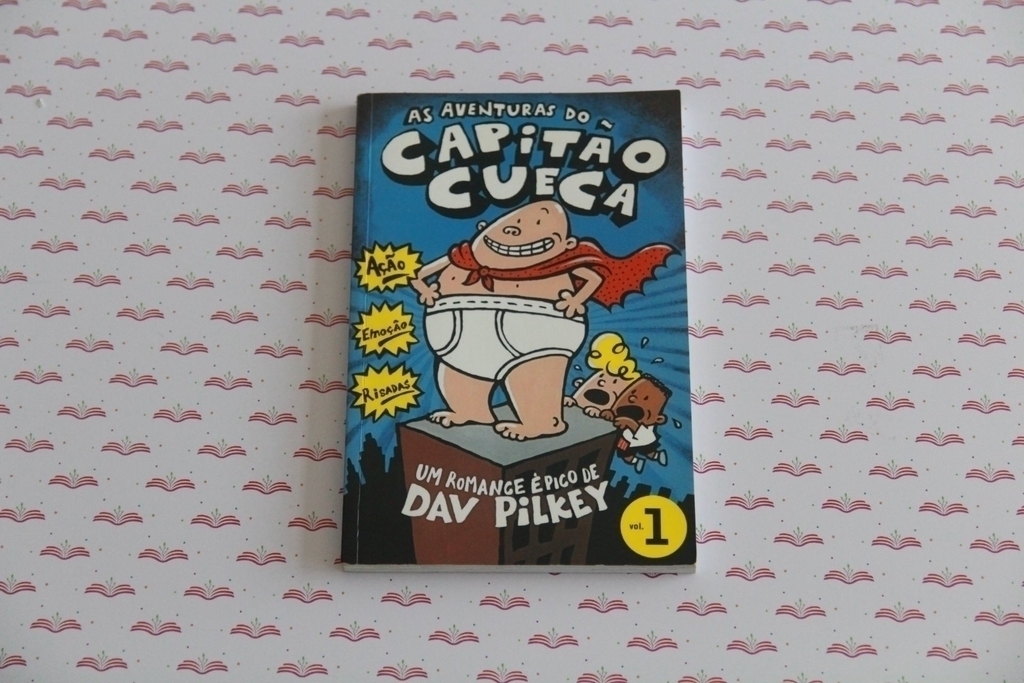 AS AVENTURAS DO
CAPiTÃO
CUECA
AÇÃO
EMOÇÃO
RISADAS
UM ROMANCE ÉPICO DE
DAV PiLKEY
vol. 1